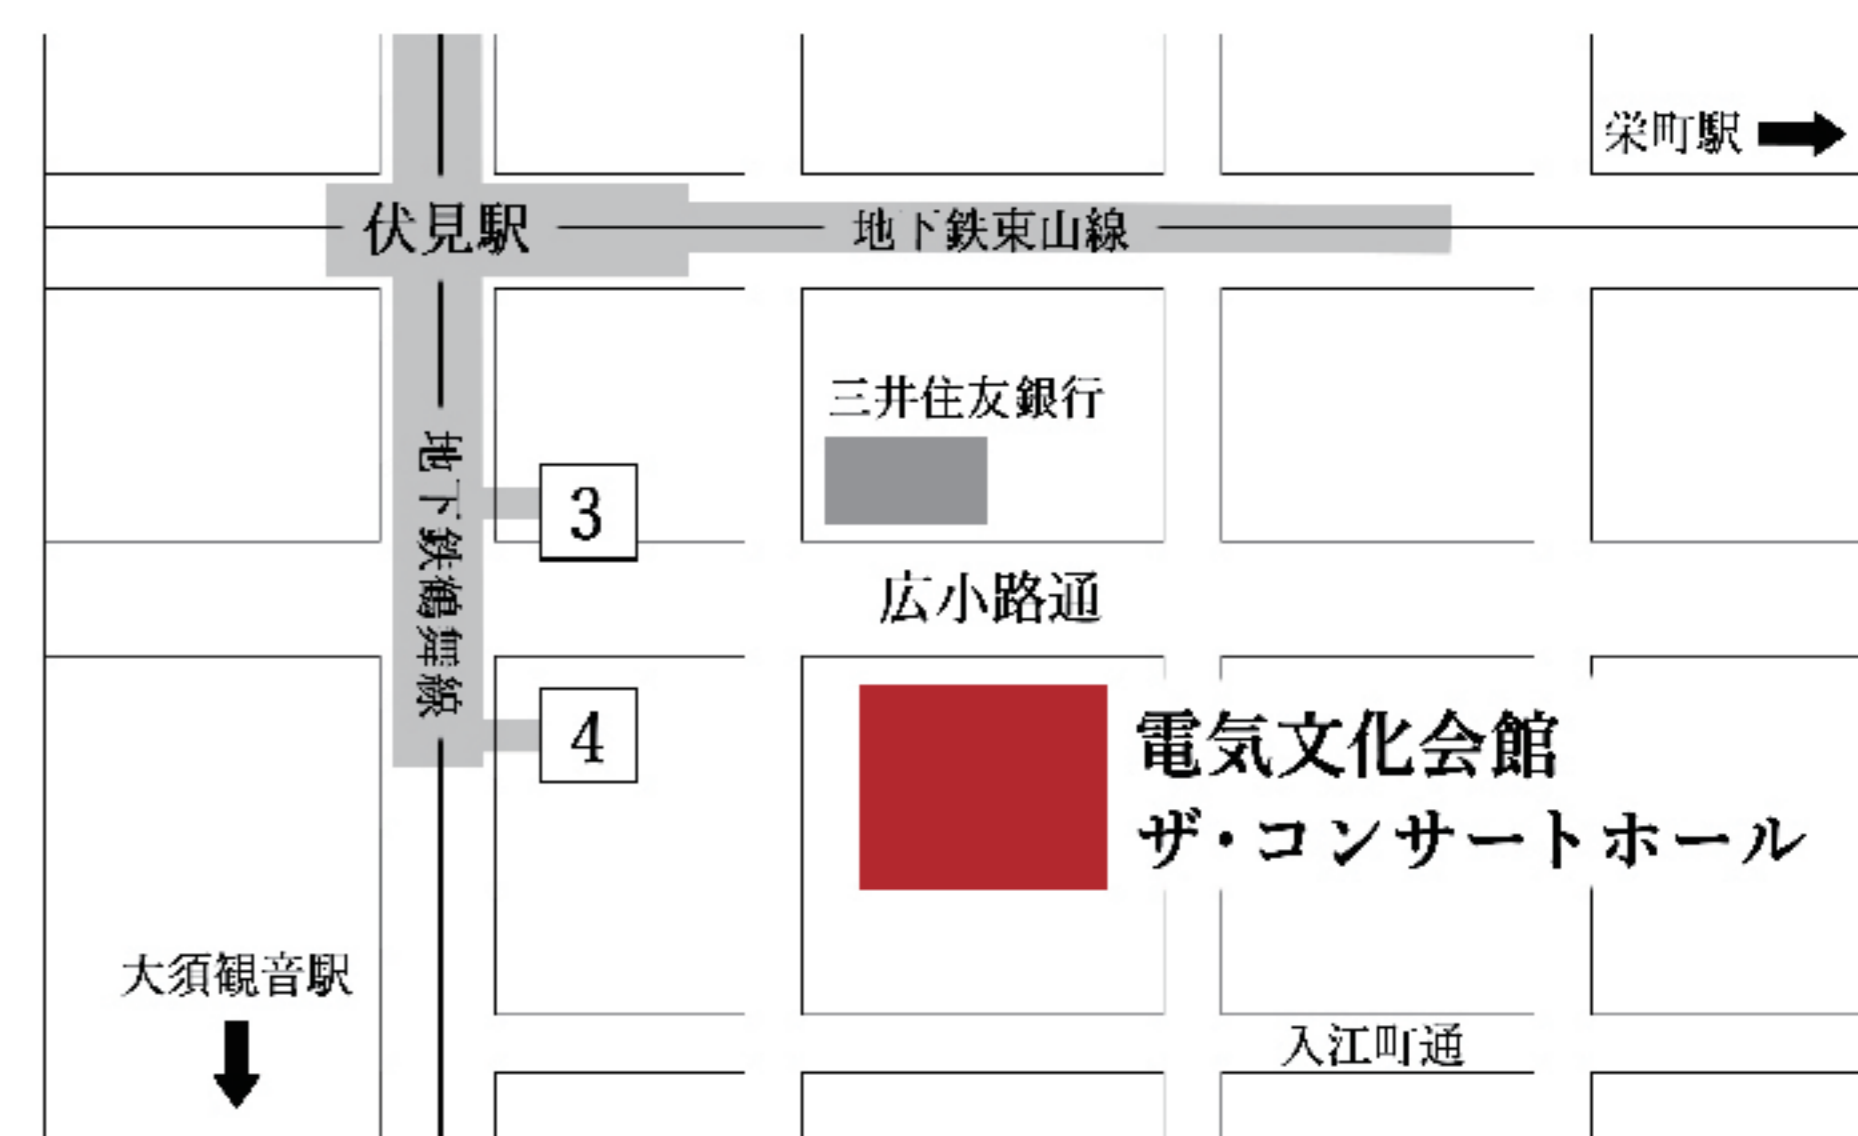 栄町駅
伏見駅
地下鉄東山線
三井住友銀行
地下鉄鶴舞線
3
広小路通
4
電気文化会館
ザ・コンサートホール
大須観音駅
入江町通